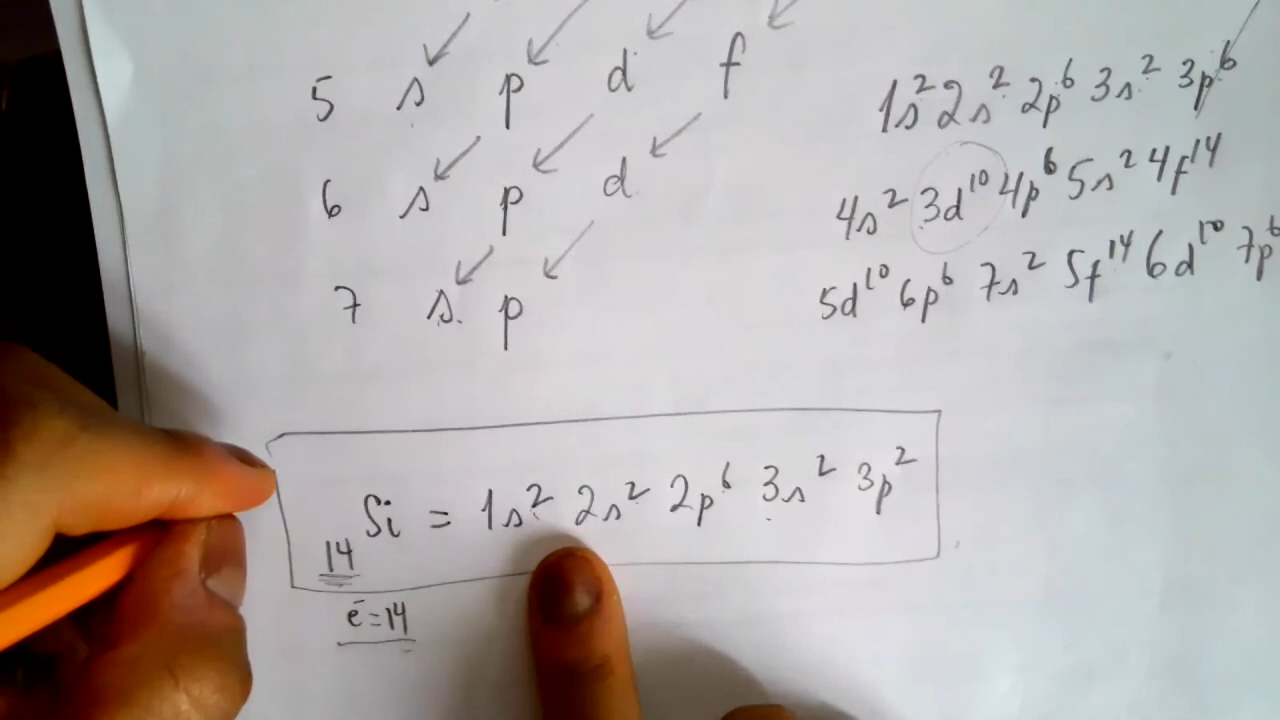 5 s p d f
6 s p d
7 s p
1s² 2s² 2p⁶ 3s² 3p⁶
4s² 3d¹⁰ 4p⁶ 5s² 4f¹⁴
5d¹⁰ 6p⁶ 7s² 5f¹⁴ 6d¹⁰ 7p⁶
₁₄Si = 1s² 2s² 2p⁶ 3s² 3p²
e⁻=14